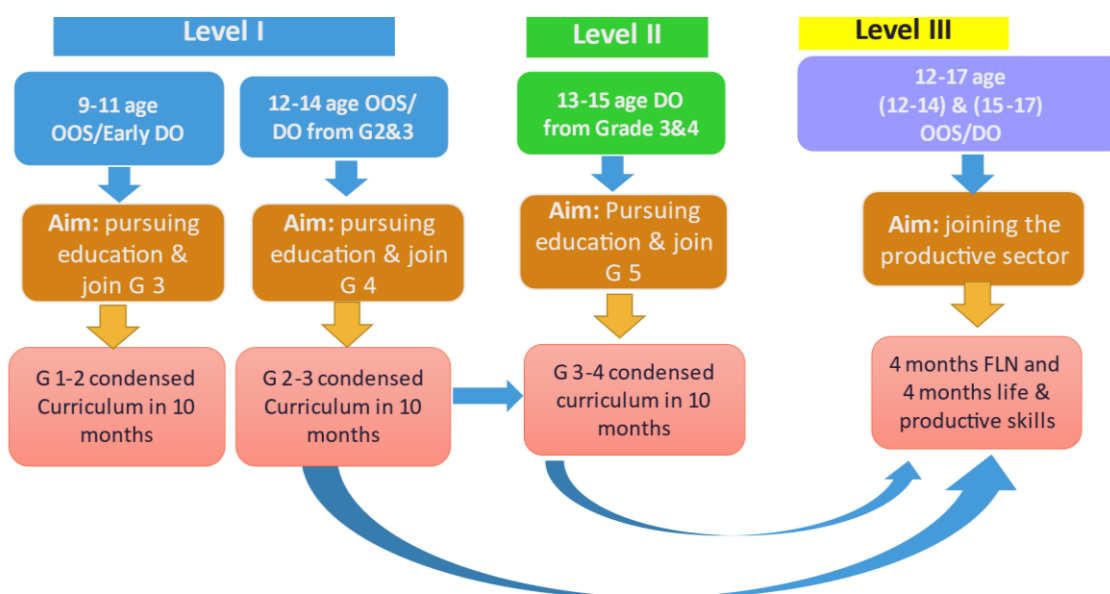 Level I
Level II
Level III
9-11 age
OOS/Early DO
12-14 age OOS/
DO from G2&3
13-15 age DO
from Grade 3&4
12-17 age
(12-14) & (15-17)
OOS/DO
Aim: pursuing
education &
join G 3
Aim: pursuing
education & join
G 4
Aim: Pursuing
education & join
G 5
Aim: joining the
productive sector
G 1-2 condensed
Curriculum in 10
months
G 2-3 condensed
Curriculum in 10
months
G 3-4 condensed
curriculum in 10
months
4 months FLN and
4 months life &
productive skills